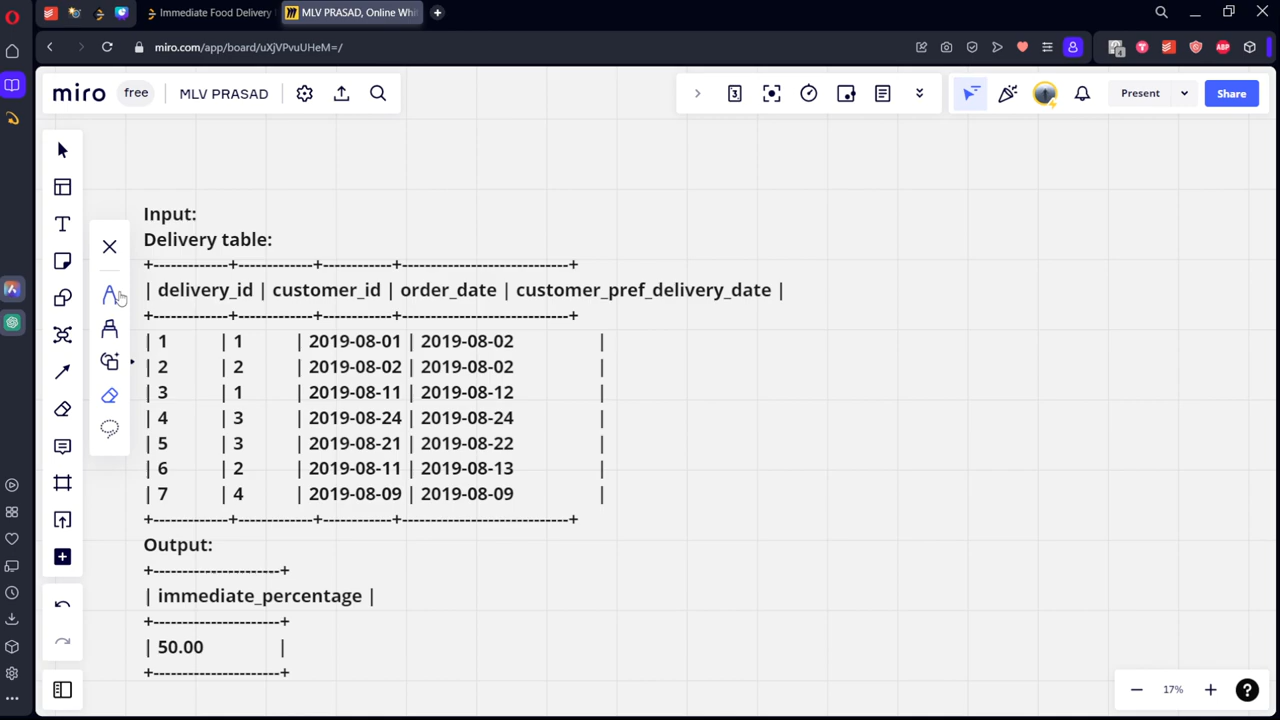 Immediate Food Delivery
MLV PRASAD, Online Whi
miro.com/app/board/uXjVPvuUHeM=/
miro free MLV PRASAD
3
Present
Share
Input:
Delivery table:
+-------------+-------------+------------+-----------------------------+
| delivery_id | customer_id | order_date | customer_pref_delivery_date |
+-------------+-------------+------------+-----------------------------+
| 1 | 1 | 2019-08-01 | 2019-08-02 |
| 2 | 2 | 2019-08-02 | 2019-08-02 |
| 3 | 1 | 2019-08-11 | 2019-08-12 |
| 4 | 3 | 2019-08-24 | 2019-08-24 |
| 5 | 3 | 2019-08-21 | 2019-08-22 |
| 6 | 2 | 2019-08-11 | 2019-08-13 |
| 7 | 4 | 2019-08-09 | 2019-08-09 |
+-------------+-------------+------------+-----------------------------+
Output:
+----------------------+
| immediate_percentage |
+----------------------+
| 50.00 |
+----------------------+
17%